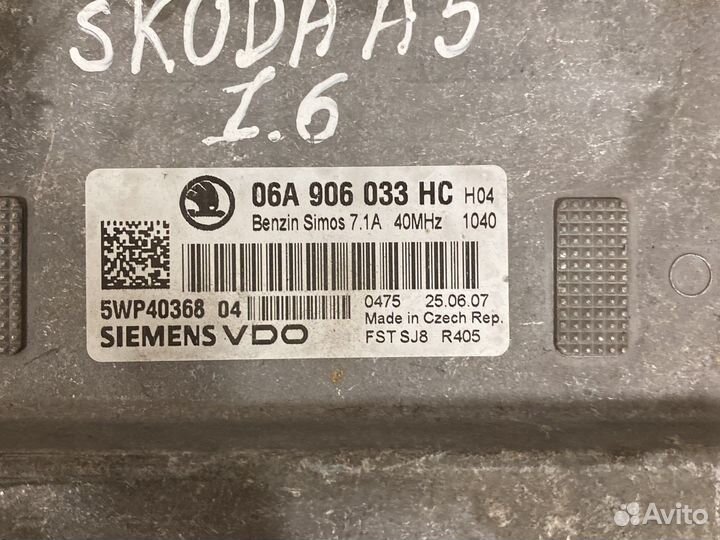 SKODA A5
1.6
06A 906 033 HC H04
Benzin Simos 7.1A 40MHz 1040
5WP40368 04
0475 25.06.07
Made in Czech Rep.
SIEMENS VDO
FST SJ8 R405
Avito